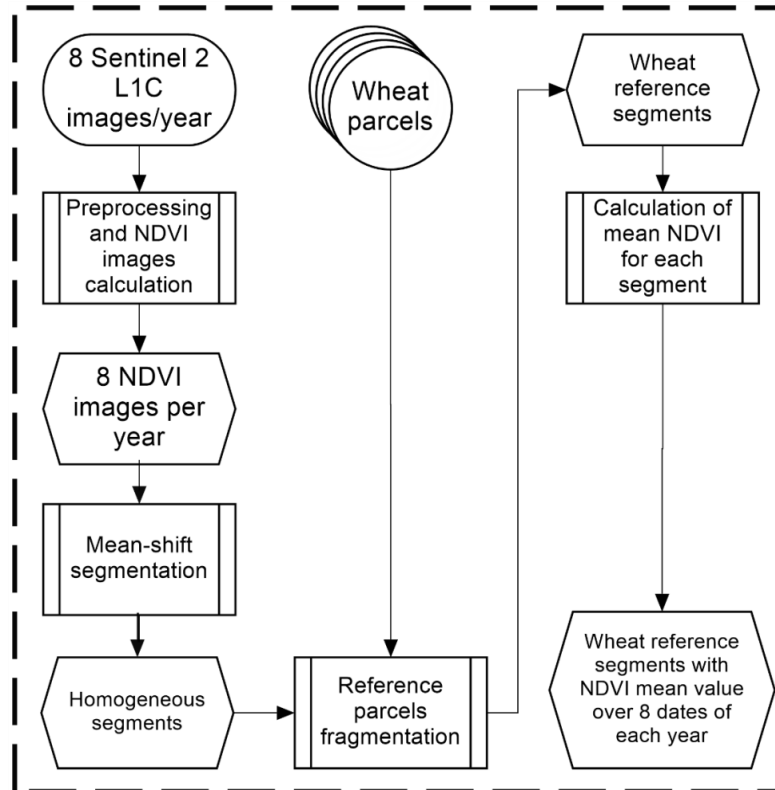 8 Sentinel 2
L1C
images/year
Preprocessing
and NDVI
images
calculation
8 NDVI
images per
year
Mean-shift
segmentation
Homogeneous
segments
Wheat
parcels
Reference
parcels
fragmentation
Wheat
reference
segments
Calculation of
mean NDVI
for each
segment
Wheat reference
segments with
NDVI mean value
over 8 dates of
each year